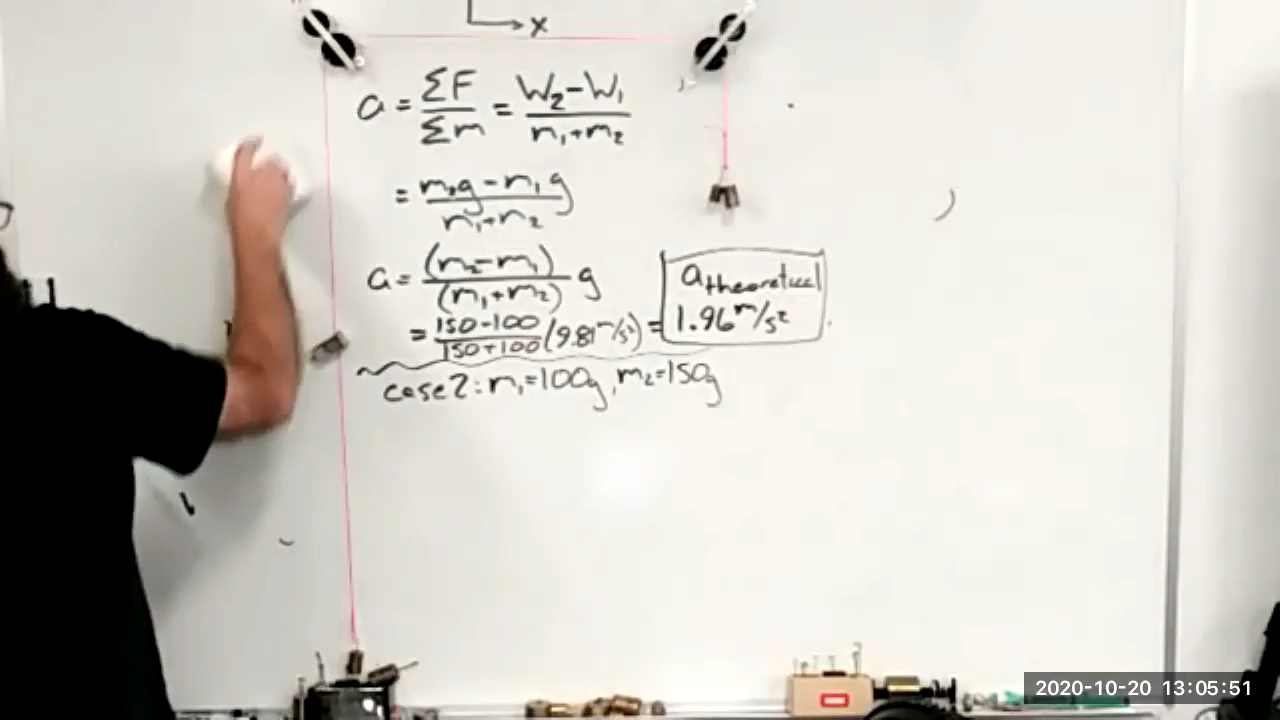 x
a = ΣF/Σm = W₂-W₁/m₁+m₂
= m₂g-m₁g/m₁+m₂
a = (m₂-m₁)/(m₁+m₂) g
= 150-100/150+100 (9.81 m/s²) =
a theoretical
1.96 m/s²
case 2: m₁=100g, m₂=150g
2020-10-20 13:05:51